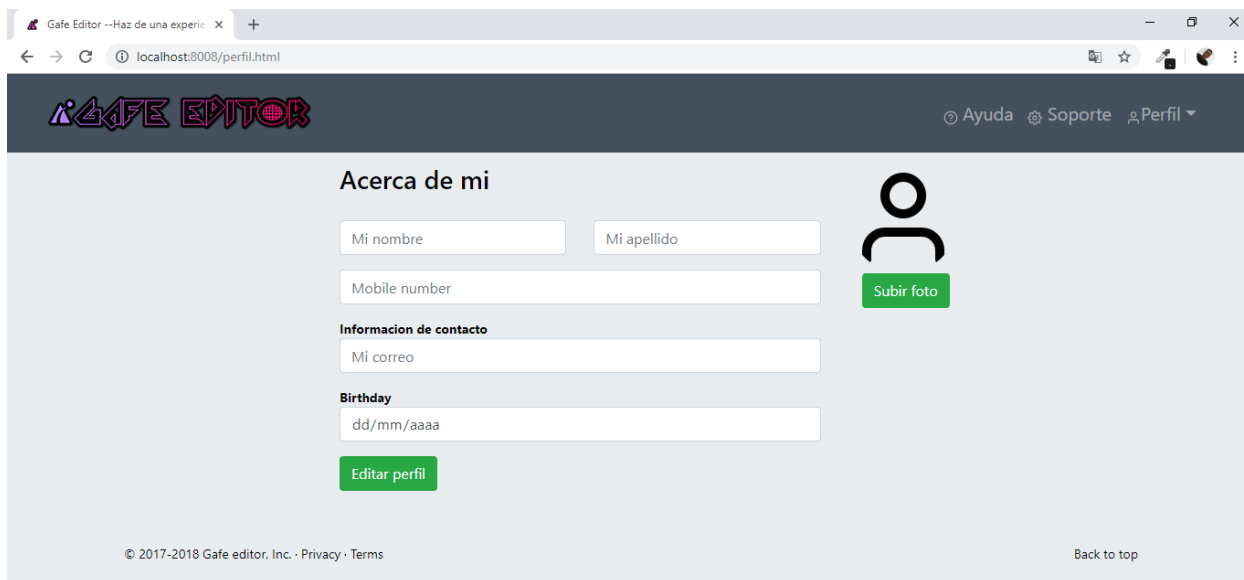 Gafe Editor --Haz de una experie
localhost:8008/perfil.html
GAFE EDITOR
Ayuda Soporte Perfil
Acerca de mi
Mi nombre Mi apellido
Mobile number
Subir foto
Informacion de contacto
Mi correo
Birthday
dd/mm/aaaa
Editar perfil
© 2017-2018 Gafe editor, Inc. · Privacy · Terms
Back to top